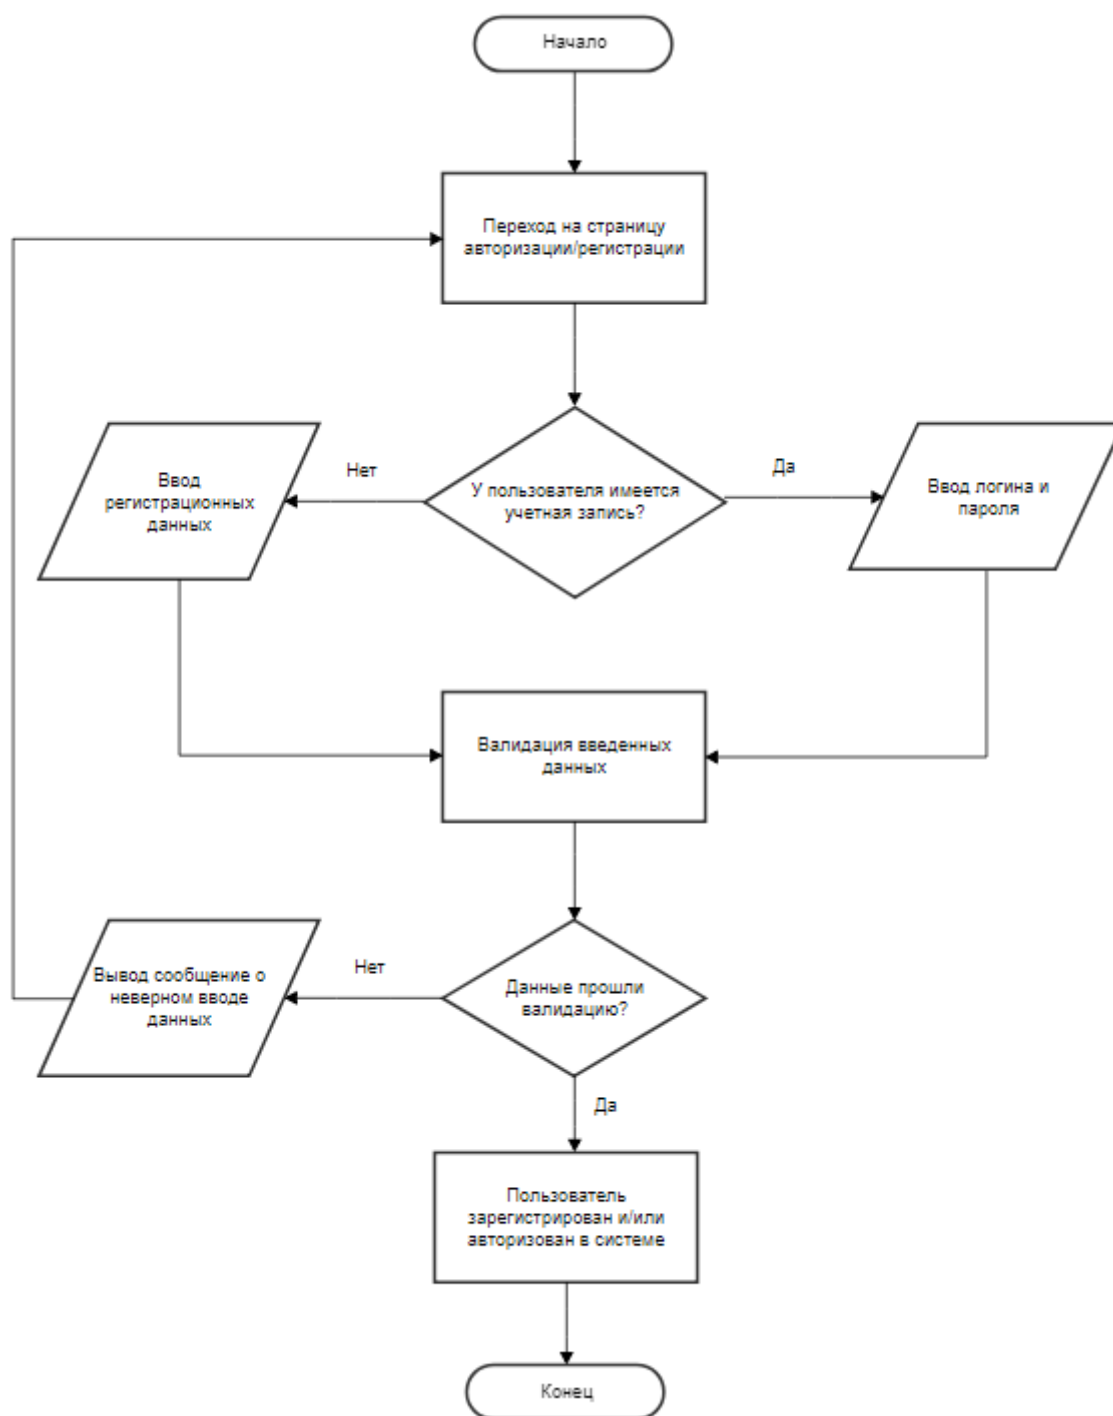 Начало
Переход на страницу
авторизации/регистрации
Нет
Да
Ввод
регистрационных
данных
У пользователя имеется
учетная запись?
Ввод логина и
пароля
Валидация введенных
данных
Вывод сообщение о
неверном вводе
данных
Нет
Данные прошли
валидацию?
Да
Пользователь
зарегистрирован и/или
авторизован в системе
Конец